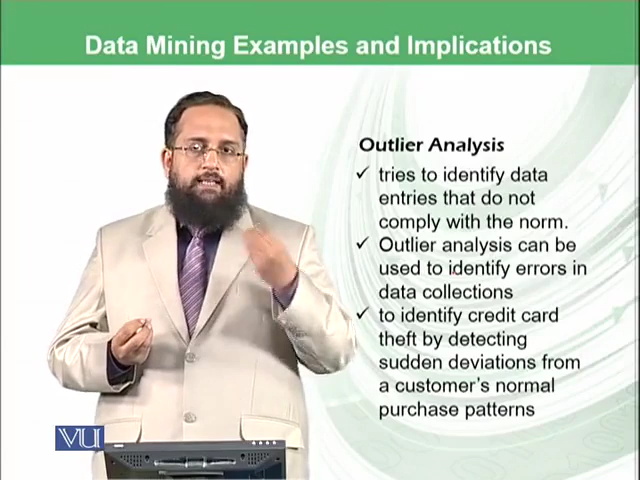 Data Mining Examples and Implications
Outlier Analysis
✓ tries to identify data
entries that do not
comply with the norm.
✓ Outlier analysis can be
used to identify errors in
data collections
✓ to identify credit card
theft by detecting
sudden deviations from
a customer's normal
purchase patterns
VU